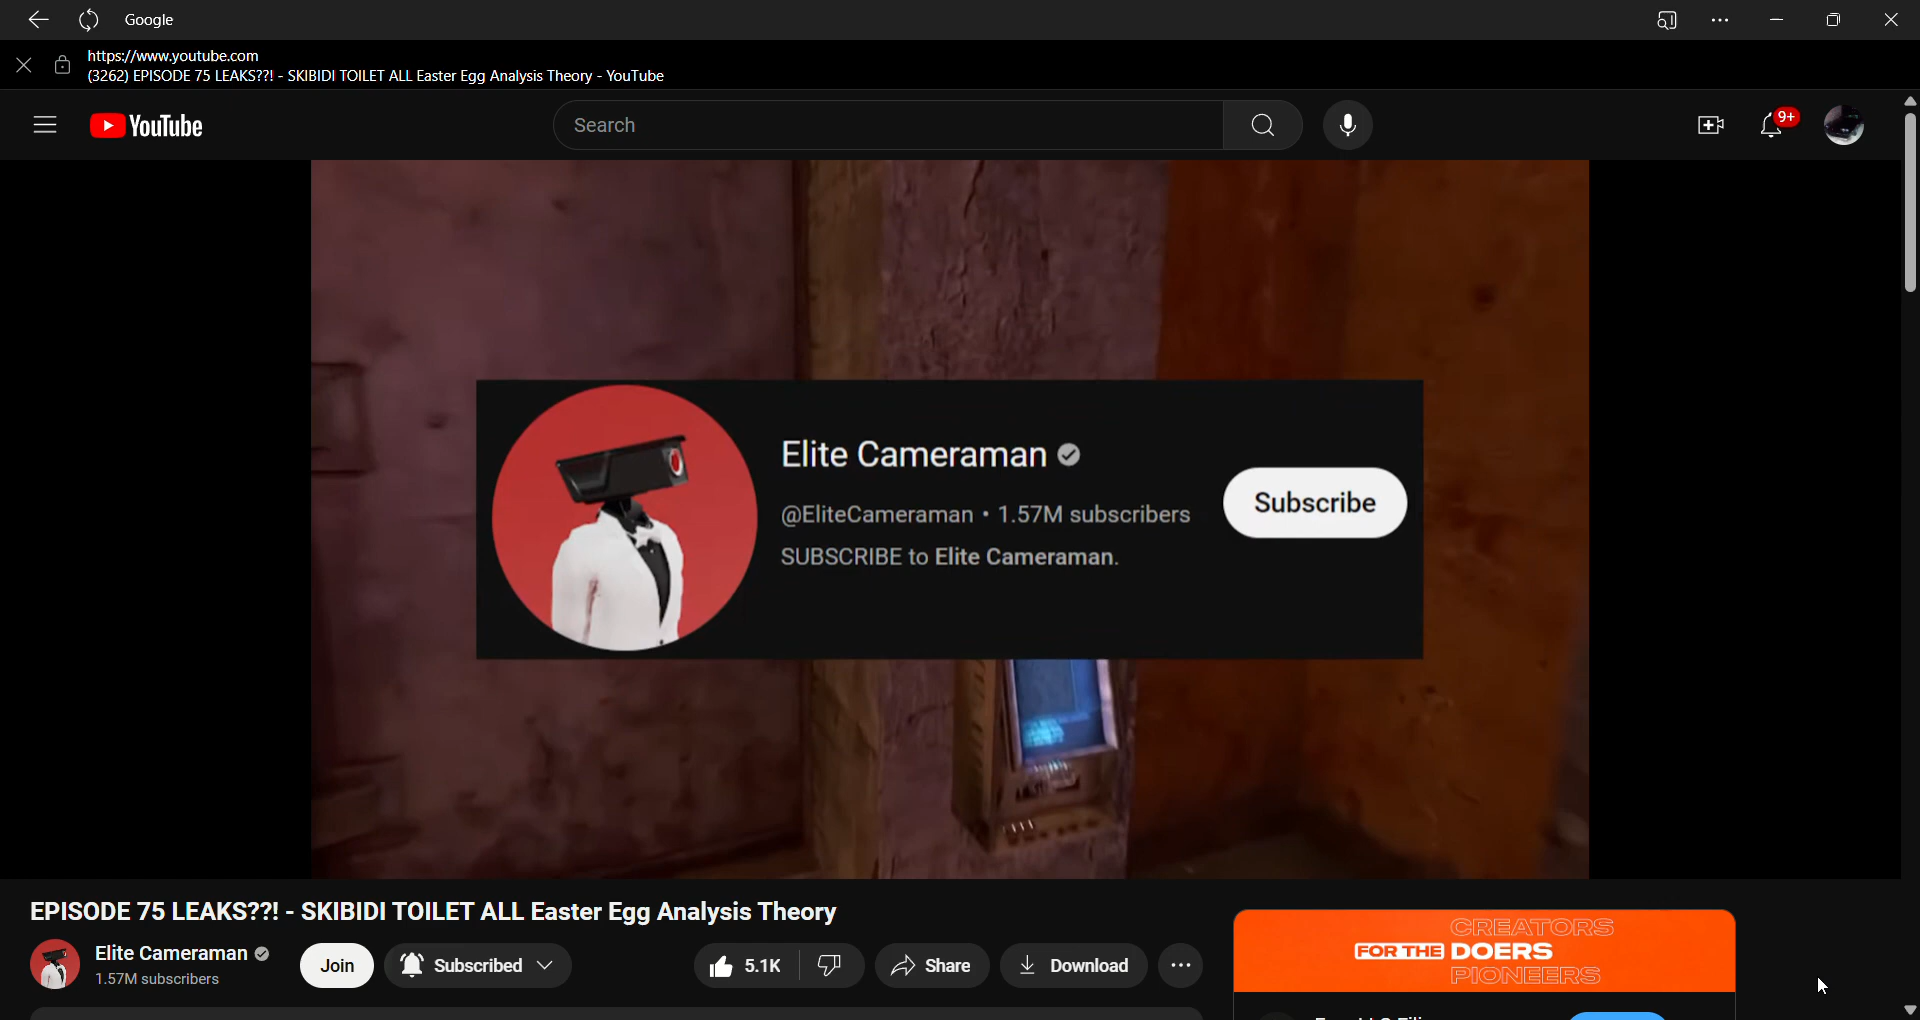 Google
https://www.youtube.com
(3262) EPISODE 75 LEAKS??! - SKIBIDI TOILET ALL Easter Egg Analysis Theory - YouTube
YouTube
Search
9+
Elite Cameraman
@EliteCameraman • 1.57M subscribers
SUBSCRIBE to Elite Cameraman.
Subscribe
EPISODE 75 LEAKS??! - SKIBIDI TOILET ALL Easter Egg Analysis Theory
Elite Cameraman
1.57M subscribers
Join
Subscribed
5.1K
Share
Download
CREATORS
FOR THE DOERS
PIONEERS